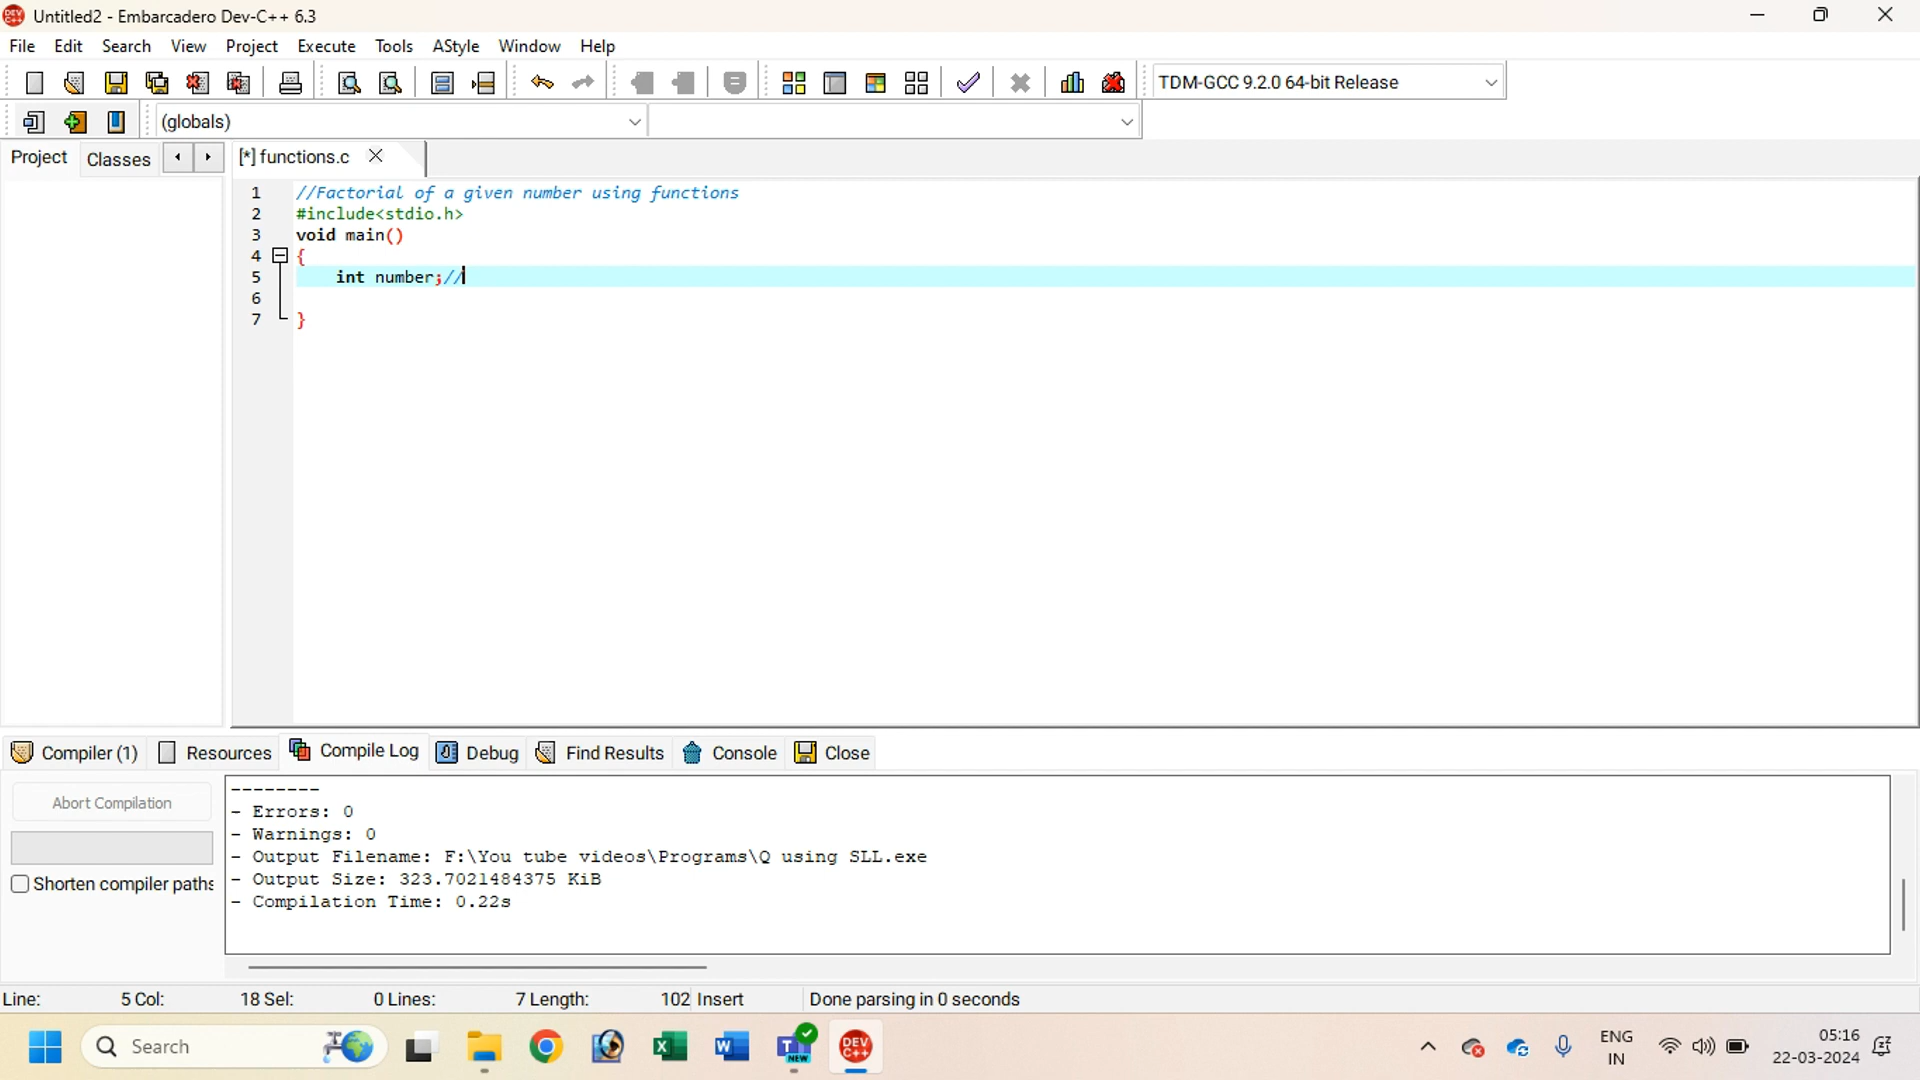 Untitled2 - Embarcadero Dev-C++ 6.3
File Edit Search View Project Execute Tools AStyle Window Help
TDM-GCC 9.2.0 64-bit Release
(globals)
Project Classes [*] functions.c
1 //Factorial of a given number using functions
2 #include<stdio.h>
3 void main()
4 {
5 int number;//
6
7 }
Compiler (1) Resources Compile Log Debug Find Results Console Close
Abort Compilation
Shorten compiler paths
--------
- Errors: 0
- Warnings: 0
- Output Filename: F:\You tube videos\Programs\Q using SLL.exe
- Output Size: 323.7021484375 KiB
- Compilation Time: 0.22s
Line: 5 Col: 18 Sel: 0 Lines: 7 Length: 102 Insert Done parsing in 0 seconds
Search
NEW
DEV C++
ENG
IN
05:16
22-03-2024